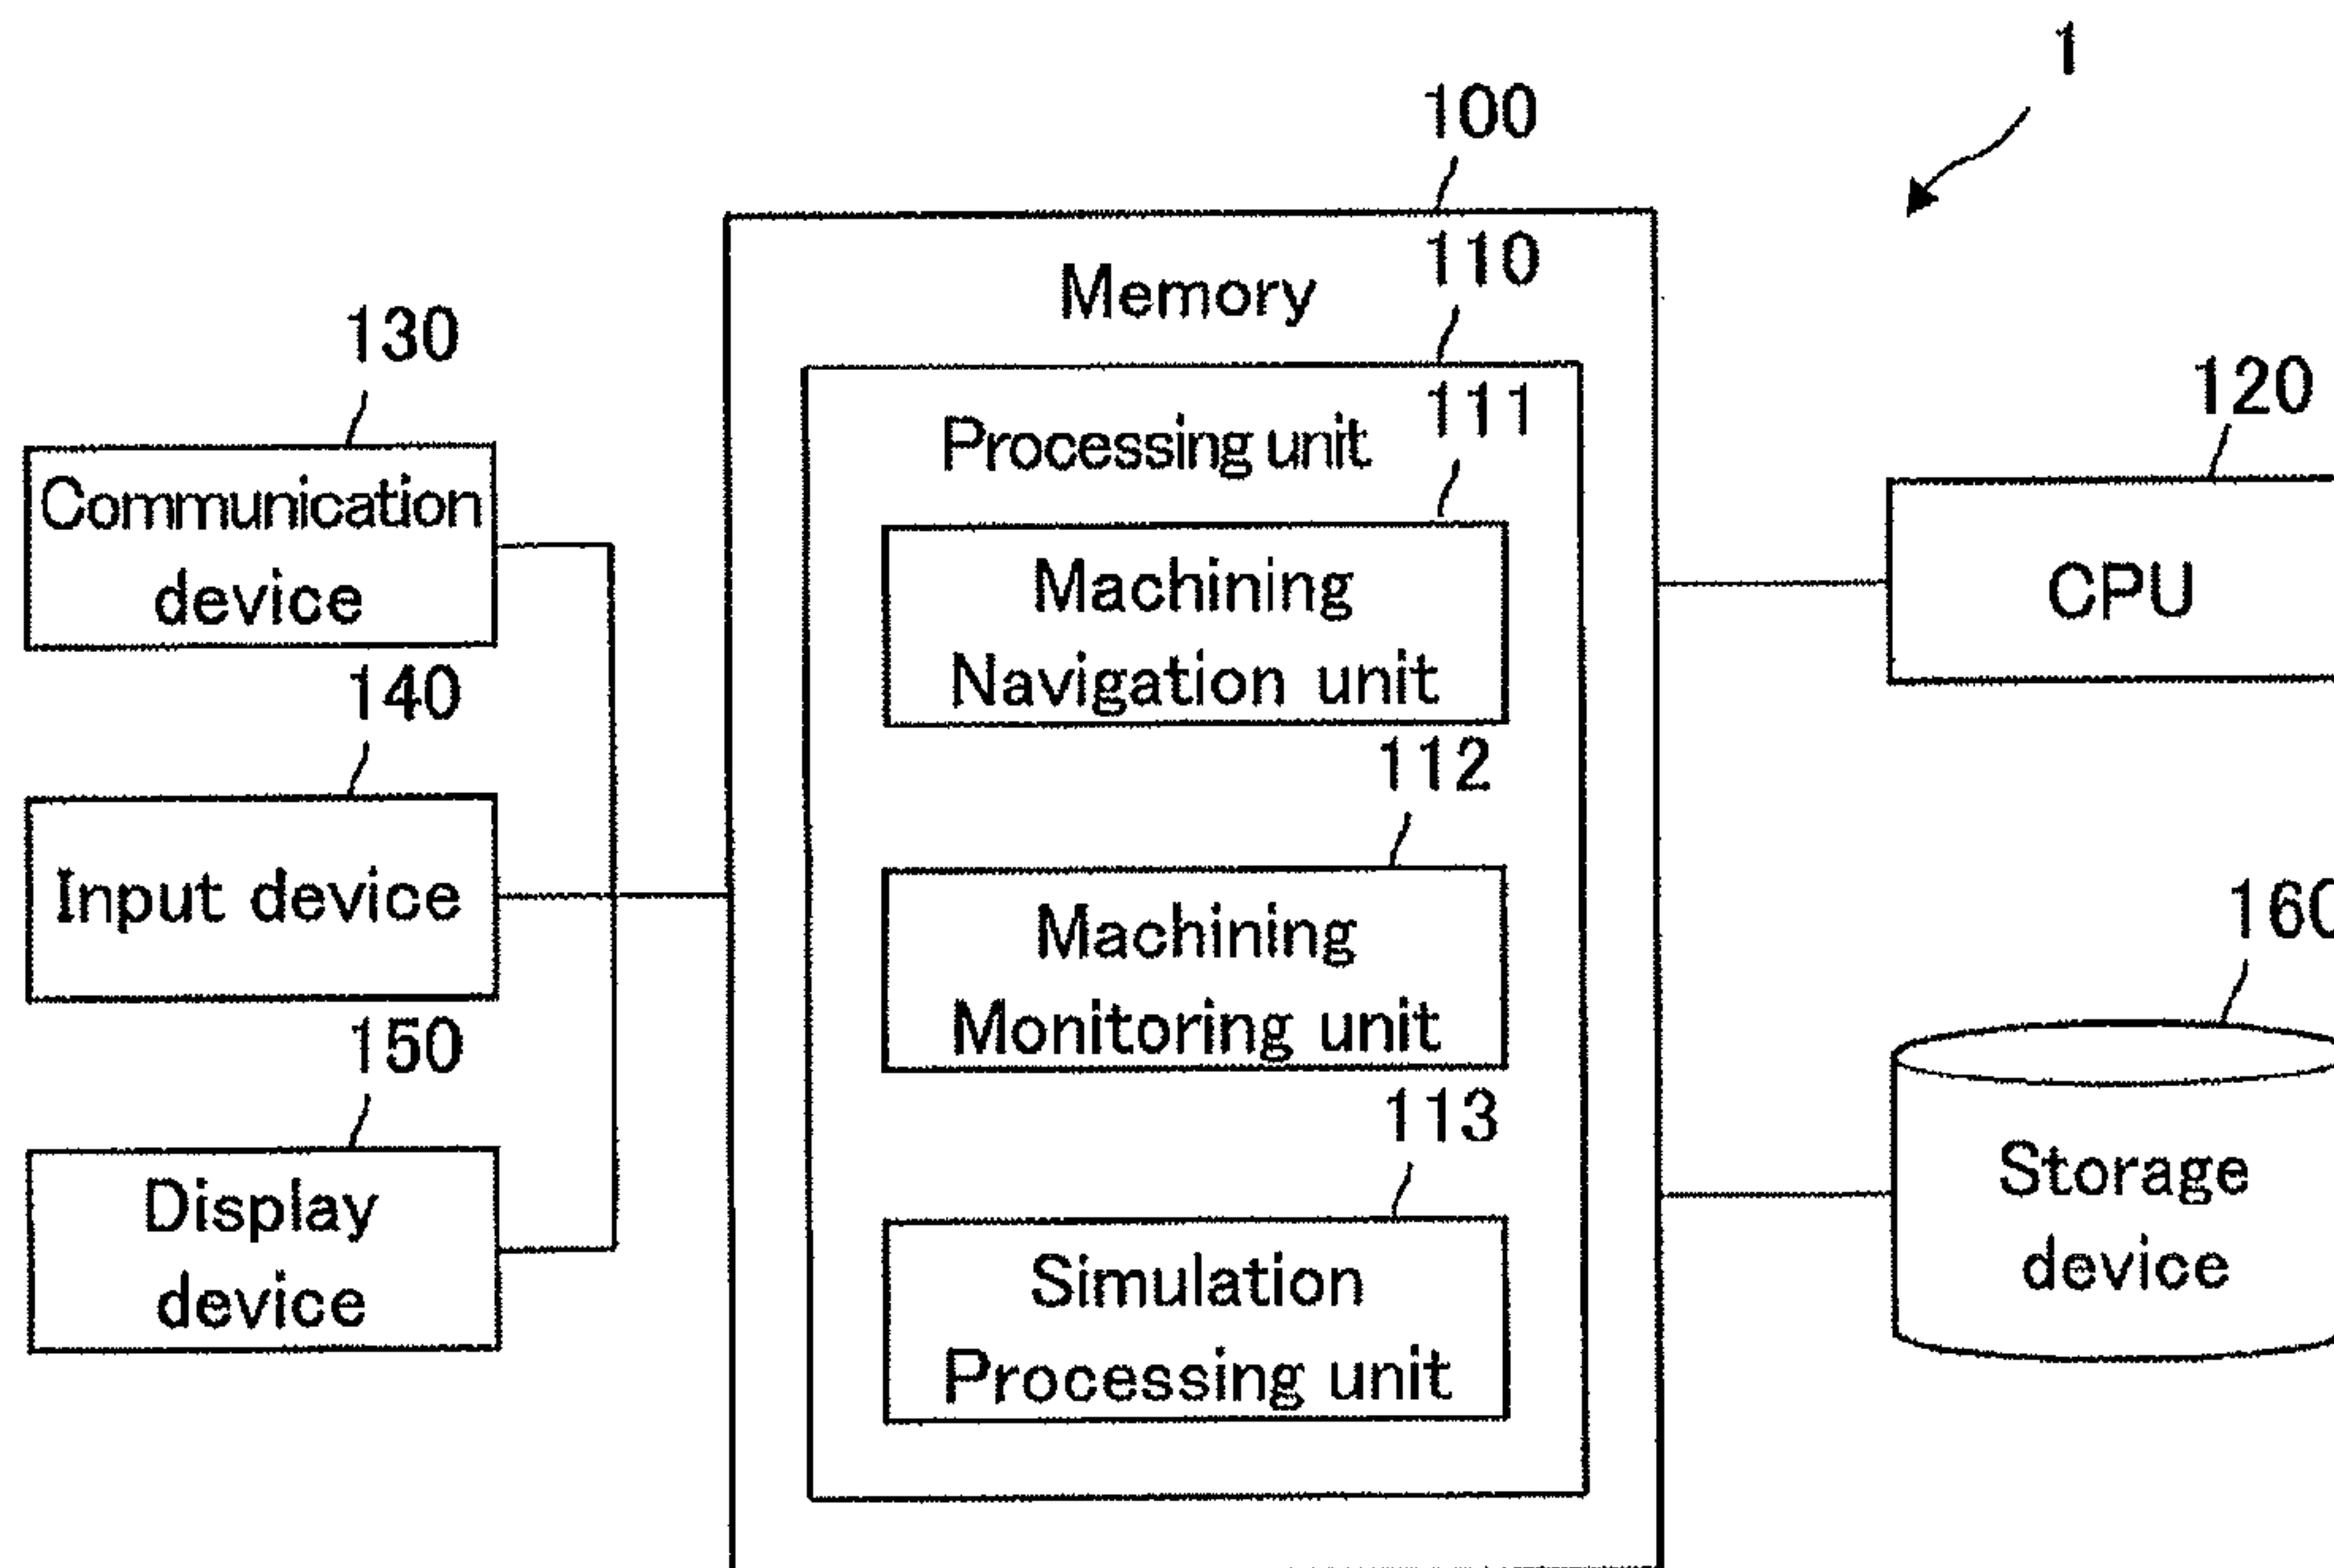 1
100
Memory
110
Processing unit
111
Machining
Navigation unit
112
Machining
Monitoring unit
113
Simulation
Processing unit
130
Communication
device
140
Input device
150
Display
device
120
CPU
160
Storage
device